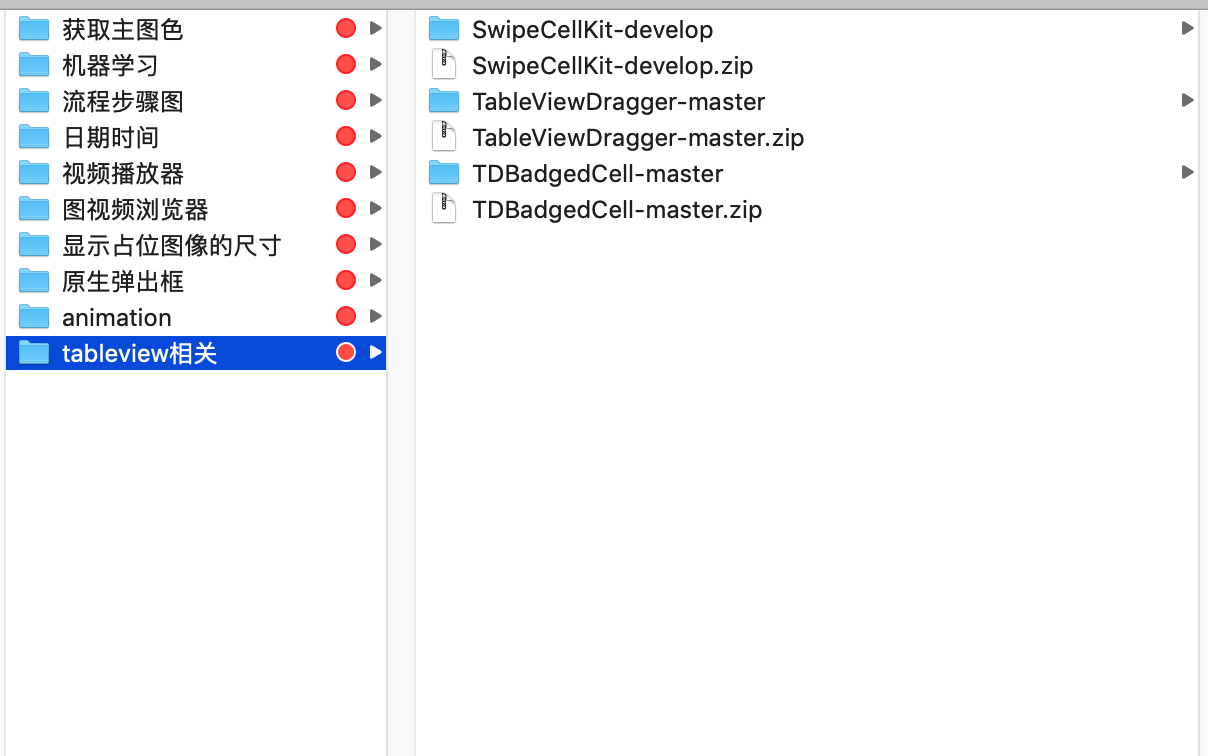 获取主图色
机器学习
流程步骤图
日期时间
视频播放器
图视频浏览器
显示占位图像的尺寸
原生弹出框
animation
tableview相关
SwipeCellKit-develop
SwipeCellKit-develop.zip
TableViewDragger-master
TableViewDragger-master.zip
TDBadgedCell-master
TDBadgedCell-master.zip